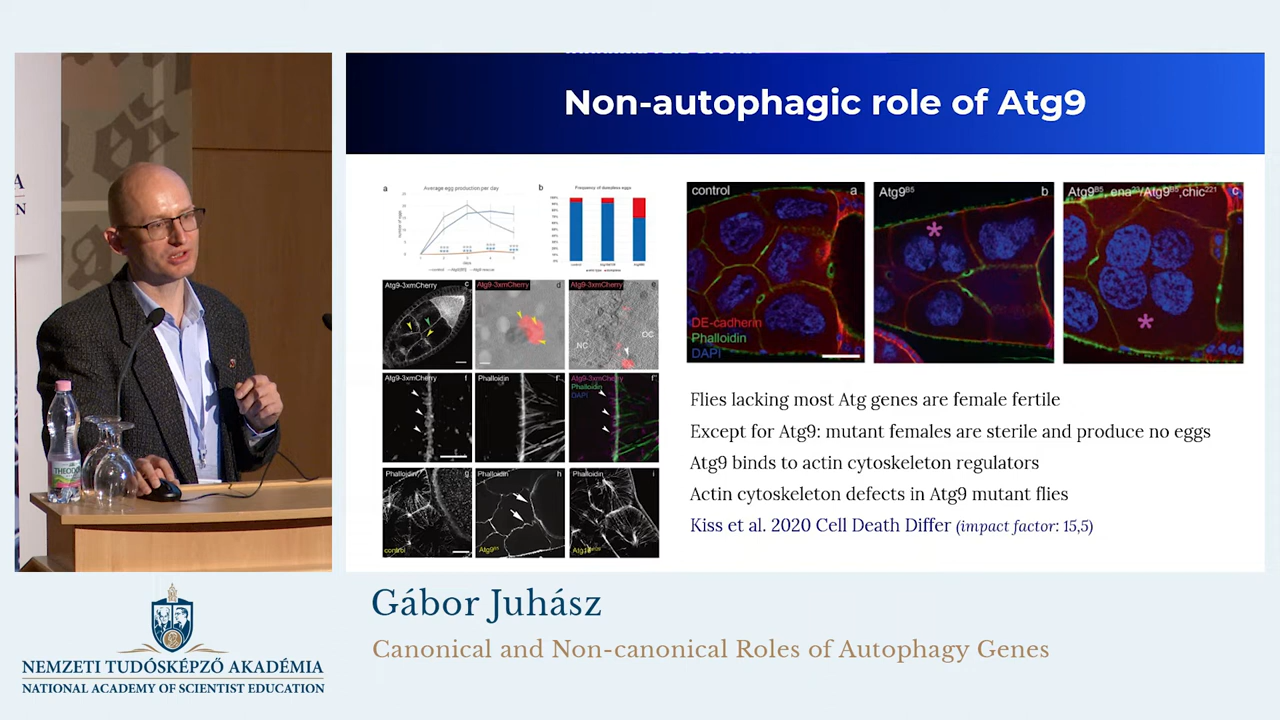 Non-autophagic role of Atg9
a
Average egg production per day
days
b
Frequency of dumpless eggs
Atg9-3xmCherry
c
Atg9-3xmCherry
d
Atg9-3xmCherry
e
NC
OC
Atg9-3xmCherry
f
Phalloidin
f'
Atg9-3xmCherry
f''
Phalloidin
DAPI
Phalloidin
g
control
Phalloidin
h
Atg9B5
Phalloidin
i
control
a
DE-cadherin
Phalloidin
DAPI
Atg9B5
b
*
c
*
Flies lacking most Atg genes are female fertile
Except for Atg9: mutant females are sterile and produce no eggs
Atg9 binds to actin cytoskeleton regulators
Actin cytoskeleton defects in Atg9 mutant flies
Kiss et al. 2020 Cell Death Differ (impact factor: 15,5)
THEODORA
Gábor Juhász
Canonical and Non-canonical Roles of Autophagy Genes
NEMZETI TUDÓSKÉPZŐ AKADÉMIA
NATIONAL ACADEMY OF SCIENTIST EDUCATION